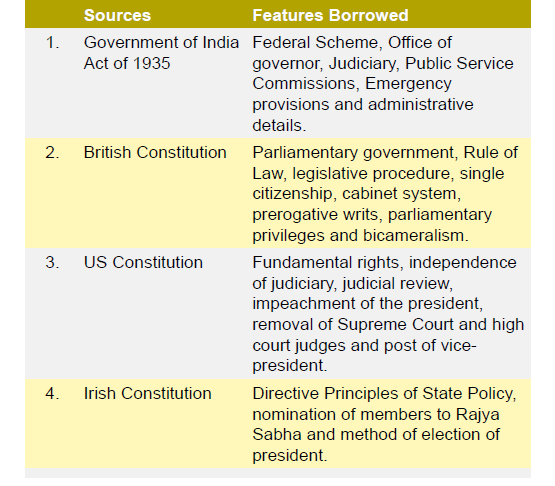 Sources Features Borrowed
1. Government of India Federal Scheme, Office of
Act of 1935 governor, Judiciary, Public Service
Commissions, Emergency
provisions and administrative
details.
2. British Constitution Parliamentary government, Rule of
Law, legislative procedure, single
citizenship, cabinet system,
prerogative writs, parliamentary
privileges and bicameralism.
3. US Constitution Fundamental rights, independence
of judiciary, judicial review,
impeachment of the president,
removal of Supreme Court and high
court judges and post of vice-
president.
4. Irish Constitution Directive Principles of State Policy,
nomination of members to Rajya
Sabha and method of election of
president.